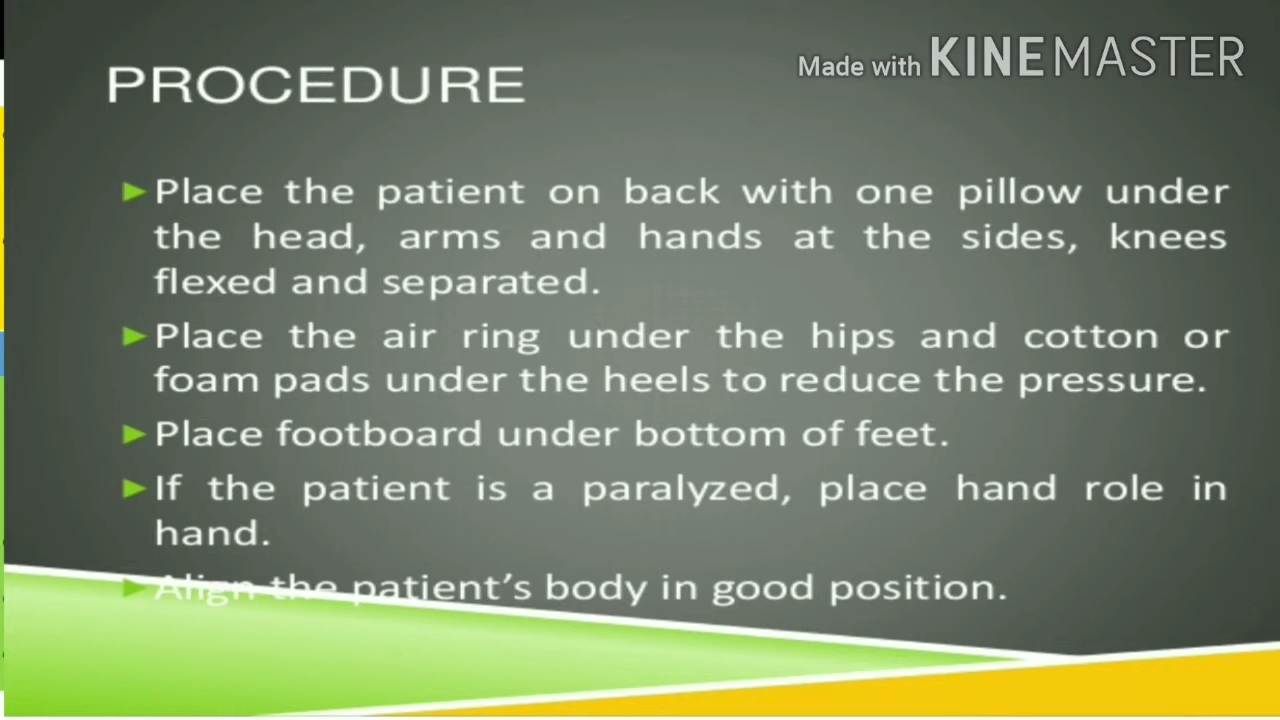 Made with KINEMASTER
PROCEDURE
Place the patient on back with one pillow under
the head, arms and hands at the sides, knees
flexed and separated.
Place the air ring under the hips and cotton or
foam pads under the heels to reduce the pressure.
Place footboard under bottom of feet.
If the patient is a paralyzed, place hand role in
hand.
Align the patient’s body in good position.